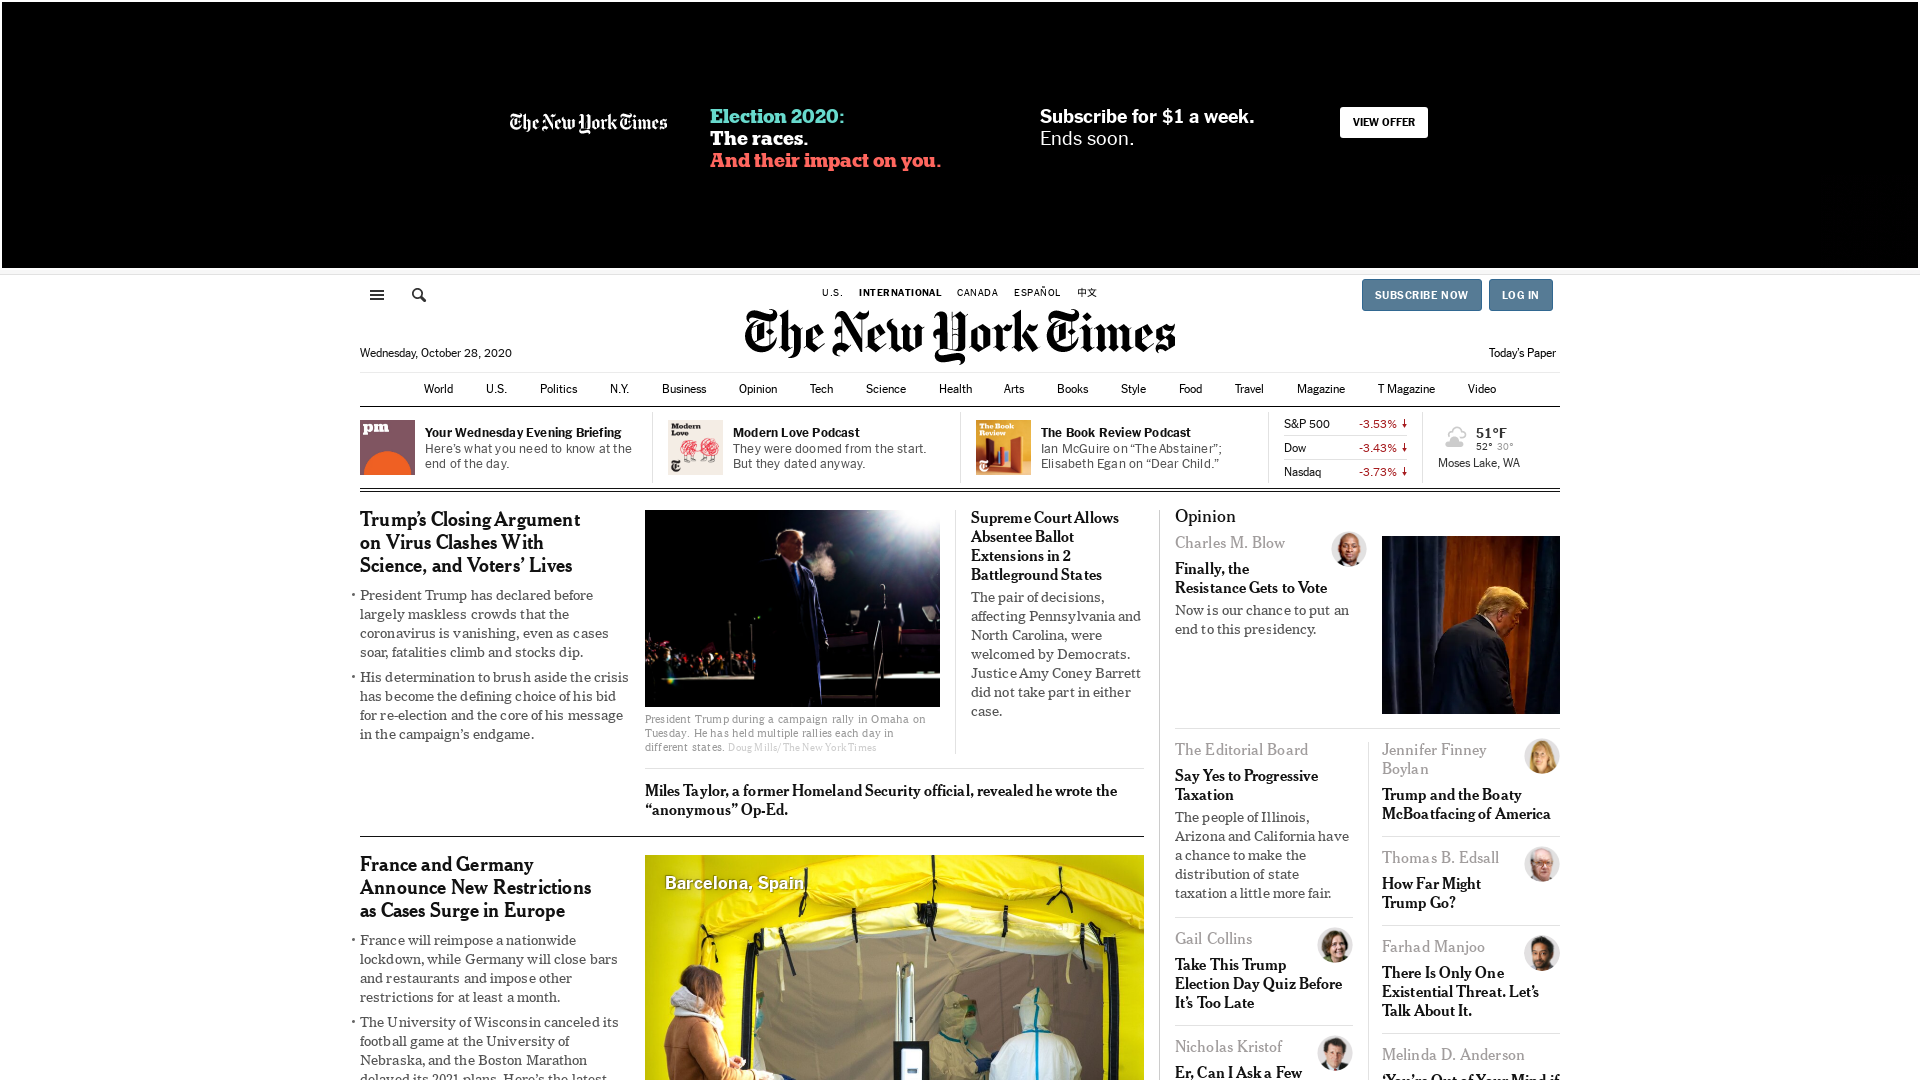 The New York Times
Election 2020:
The races.
And their impact on you.
Subscribe for $1 a week.
Ends soon.
VIEW OFFER
U.S. INTERNATIONAL CANADA ESPAÑOL 中文
SUBSCRIBE NOW
LOG IN
The New York Times
Wednesday, October 28, 2020
Today's Paper
World U.S. Politics N.Y. Business Opinion Tech Science Health Arts Books Style Food Travel Magazine T Magazine Video
pm
Your Wednesday Evening Briefing
Here's what you need to know at the
end of the day.
Modern
Love
Modern Love Podcast
They were doomed from the start.
But they dated anyway.
The Book
Review
The Book Review Podcast
Ian McGuire on “The Abstainer”;
Elisabeth Egan on “Dear Child.”
S&P 500 -3.53%
Dow -3.43%
Nasdaq -3.73%
51°F
52° 30°
Moses Lake, WA
Trump’s Closing Argument
on Virus Clashes With
Science, and Voters’ Lives
• President Trump has declared before
largely maskless crowds that the
coronavirus is vanishing, even as cases
soar, fatalities climb and stocks dip.
• His determination to brush aside the crisis
has become the defining choice of his bid
for re-election and the core of his message
in the campaign’s endgame.
President Trump during a campaign rally in Omaha on
Tuesday. He has held multiple rallies each day in
different states. Doug Mills/The New York Times
Supreme Court Allows
Absentee Ballot
Extensions in 2
Battleground States
The pair of decisions,
affecting Pennsylvania and
North Carolina, were
welcomed by Democrats.
Justice Amy Coney Barrett
did not take part in either
case.
Miles Taylor, a former Homeland Security official, revealed he wrote the
“anonymous” Op-Ed.
France and Germany
Announce New Restrictions
as Cases Surge in Europe
• France will reimpose a nationwide
lockdown, while Germany will close bars
and restaurants and impose other
restrictions for at least a month.
• The University of Wisconsin canceled its
football game at the University of
Nebraska, and the Boston Marathon
delayed its 2021 plans. Here’s the latest
Barcelona, Spain
Opinion
Charles M. Blow
Finally, the
Resistance Gets to Vote
Now is our chance to put an
end to this presidency.
The Editorial Board
Say Yes to Progressive
Taxation
The people of Illinois,
Arizona and California have
a chance to make the
distribution of state
taxation a little more fair.
Gail Collins
Take This Trump
Election Day Quiz Before
It’s Too Late
Nicholas Kristof
Er, Can I Ask a Few
Jennifer Finney
Boylan
Trump and the Boaty
McBoatfacing of America
Thomas B. Edsall
How Far Might
Trump Go?
Farhad Manjoo
There Is Only One
Existential Threat. Let’s
Talk About It.
Melinda D. Anderson
‘You’re Out of Your Mind if